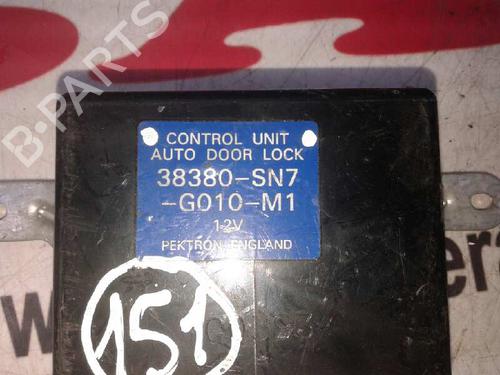 B-PARTS
CONTROL UNIT
AUTO DOOR LOCK
38380-SN7
-G010-M1
12V
PEKTRON ENGLAND
151